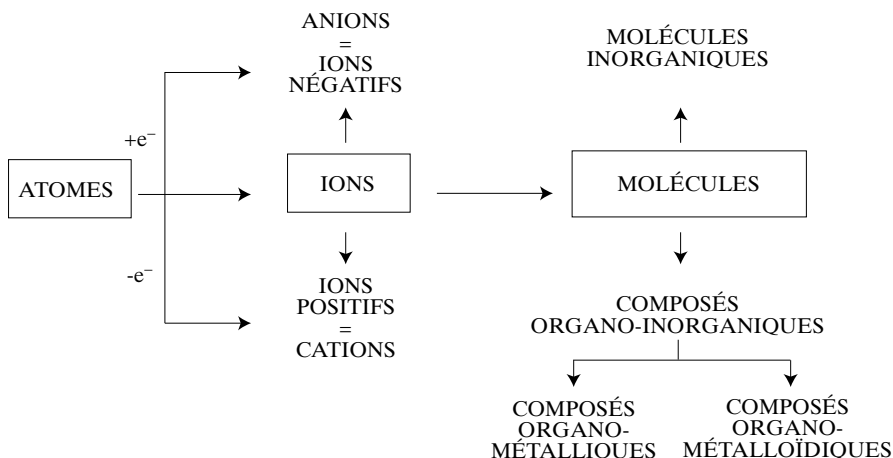 ANIONS
=
IONS
NÉGATIFS
MOLÉCULES
INORGANIQUES
+e⁻
ATOMES
IONS
MOLÉCULES
-e⁻
IONS
POSITIFS
=
CATIONS
COMPOSÉS
ORGANO-INORGANIQUES
COMPOSÉS
ORGANO-
MÉTALLIQUES
COMPOSÉS
ORGANO-
MÉTALLOÏDIQUES